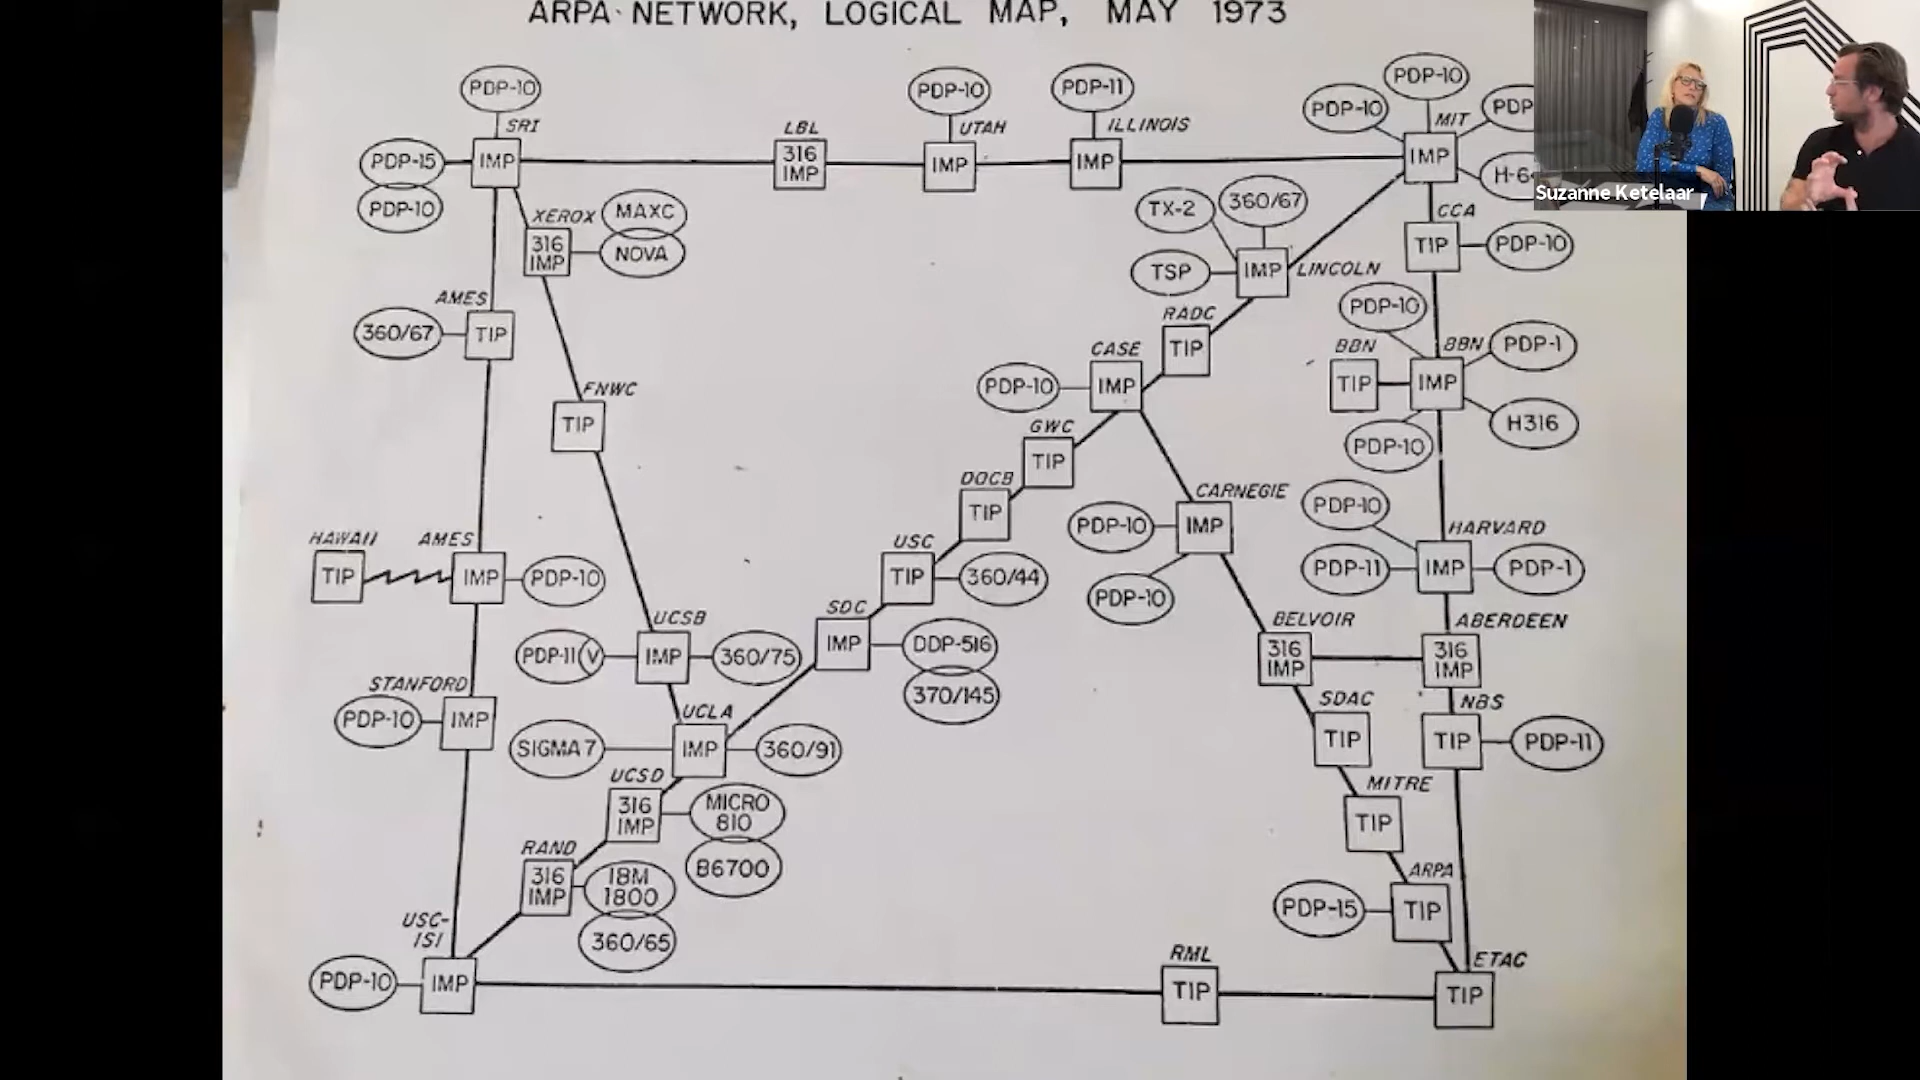 ARPA NETWORK, LOGICAL MAP, MAY 1973
PDP-10
PDP-10
PDP-11
PDP-10
PDP-10
SRI
LBL
UTAH
ILLINOIS
MIT
PDP-15
IMP
316
IMP
IMP
IMP
IMP
PDP-10
Suzanne Ketelaar
XEROX
MAXC
316
IMP
NOVA
TX-2
360/67
CCA
TIP
PDP-10
TSP
IMP
LINCOLN
AMES
360/67
TIP
RADC
TIP
PDP-10
BBN
TIP
BBN
IMP
PDP-1
H316
PDP-10
CASE
PDP-10
IMP
FNWC
TIP
GWC
TIP
DOCB
TIP
CARNEGIE
PDP-10
IMP
PDP-10
PDP-10
HARVARD
PDP-11
IMP
PDP-1
HAWAII
TIP
AMES
IMP
PDP-10
USC
TIP
360/44
SDC
IMP
DDP-516
370/145
UCSB
PDP-11
V
IMP
360/75
BELVOIR
316
IMP
ABERDEEN
316
IMP
STANFORD
PDP-10
IMP
UCLA
SIGMA 7
IMP
360/91
SDAC
TIP
NBS
TIP
PDP-11
UCSD
316
IMP
MICRO
810
B6700
MITRE
TIP
RAND
316
IMP
IBM
1800
360/65
ARPA
PDP-15
TIP
USC-
ISI
PDP-10
IMP
RML
TIP
ETAC
TIP